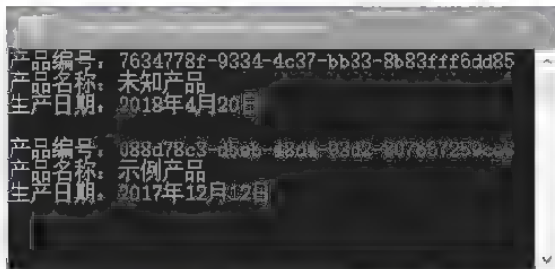 产品编号: 7634778f-9334-4c37-bb33-8b83fff6dd85
产品名称: 未知产品
生产日期: 2018年4月20日

产品编号:
产品名称: 示例产品
生产日期: 2017年12月12日